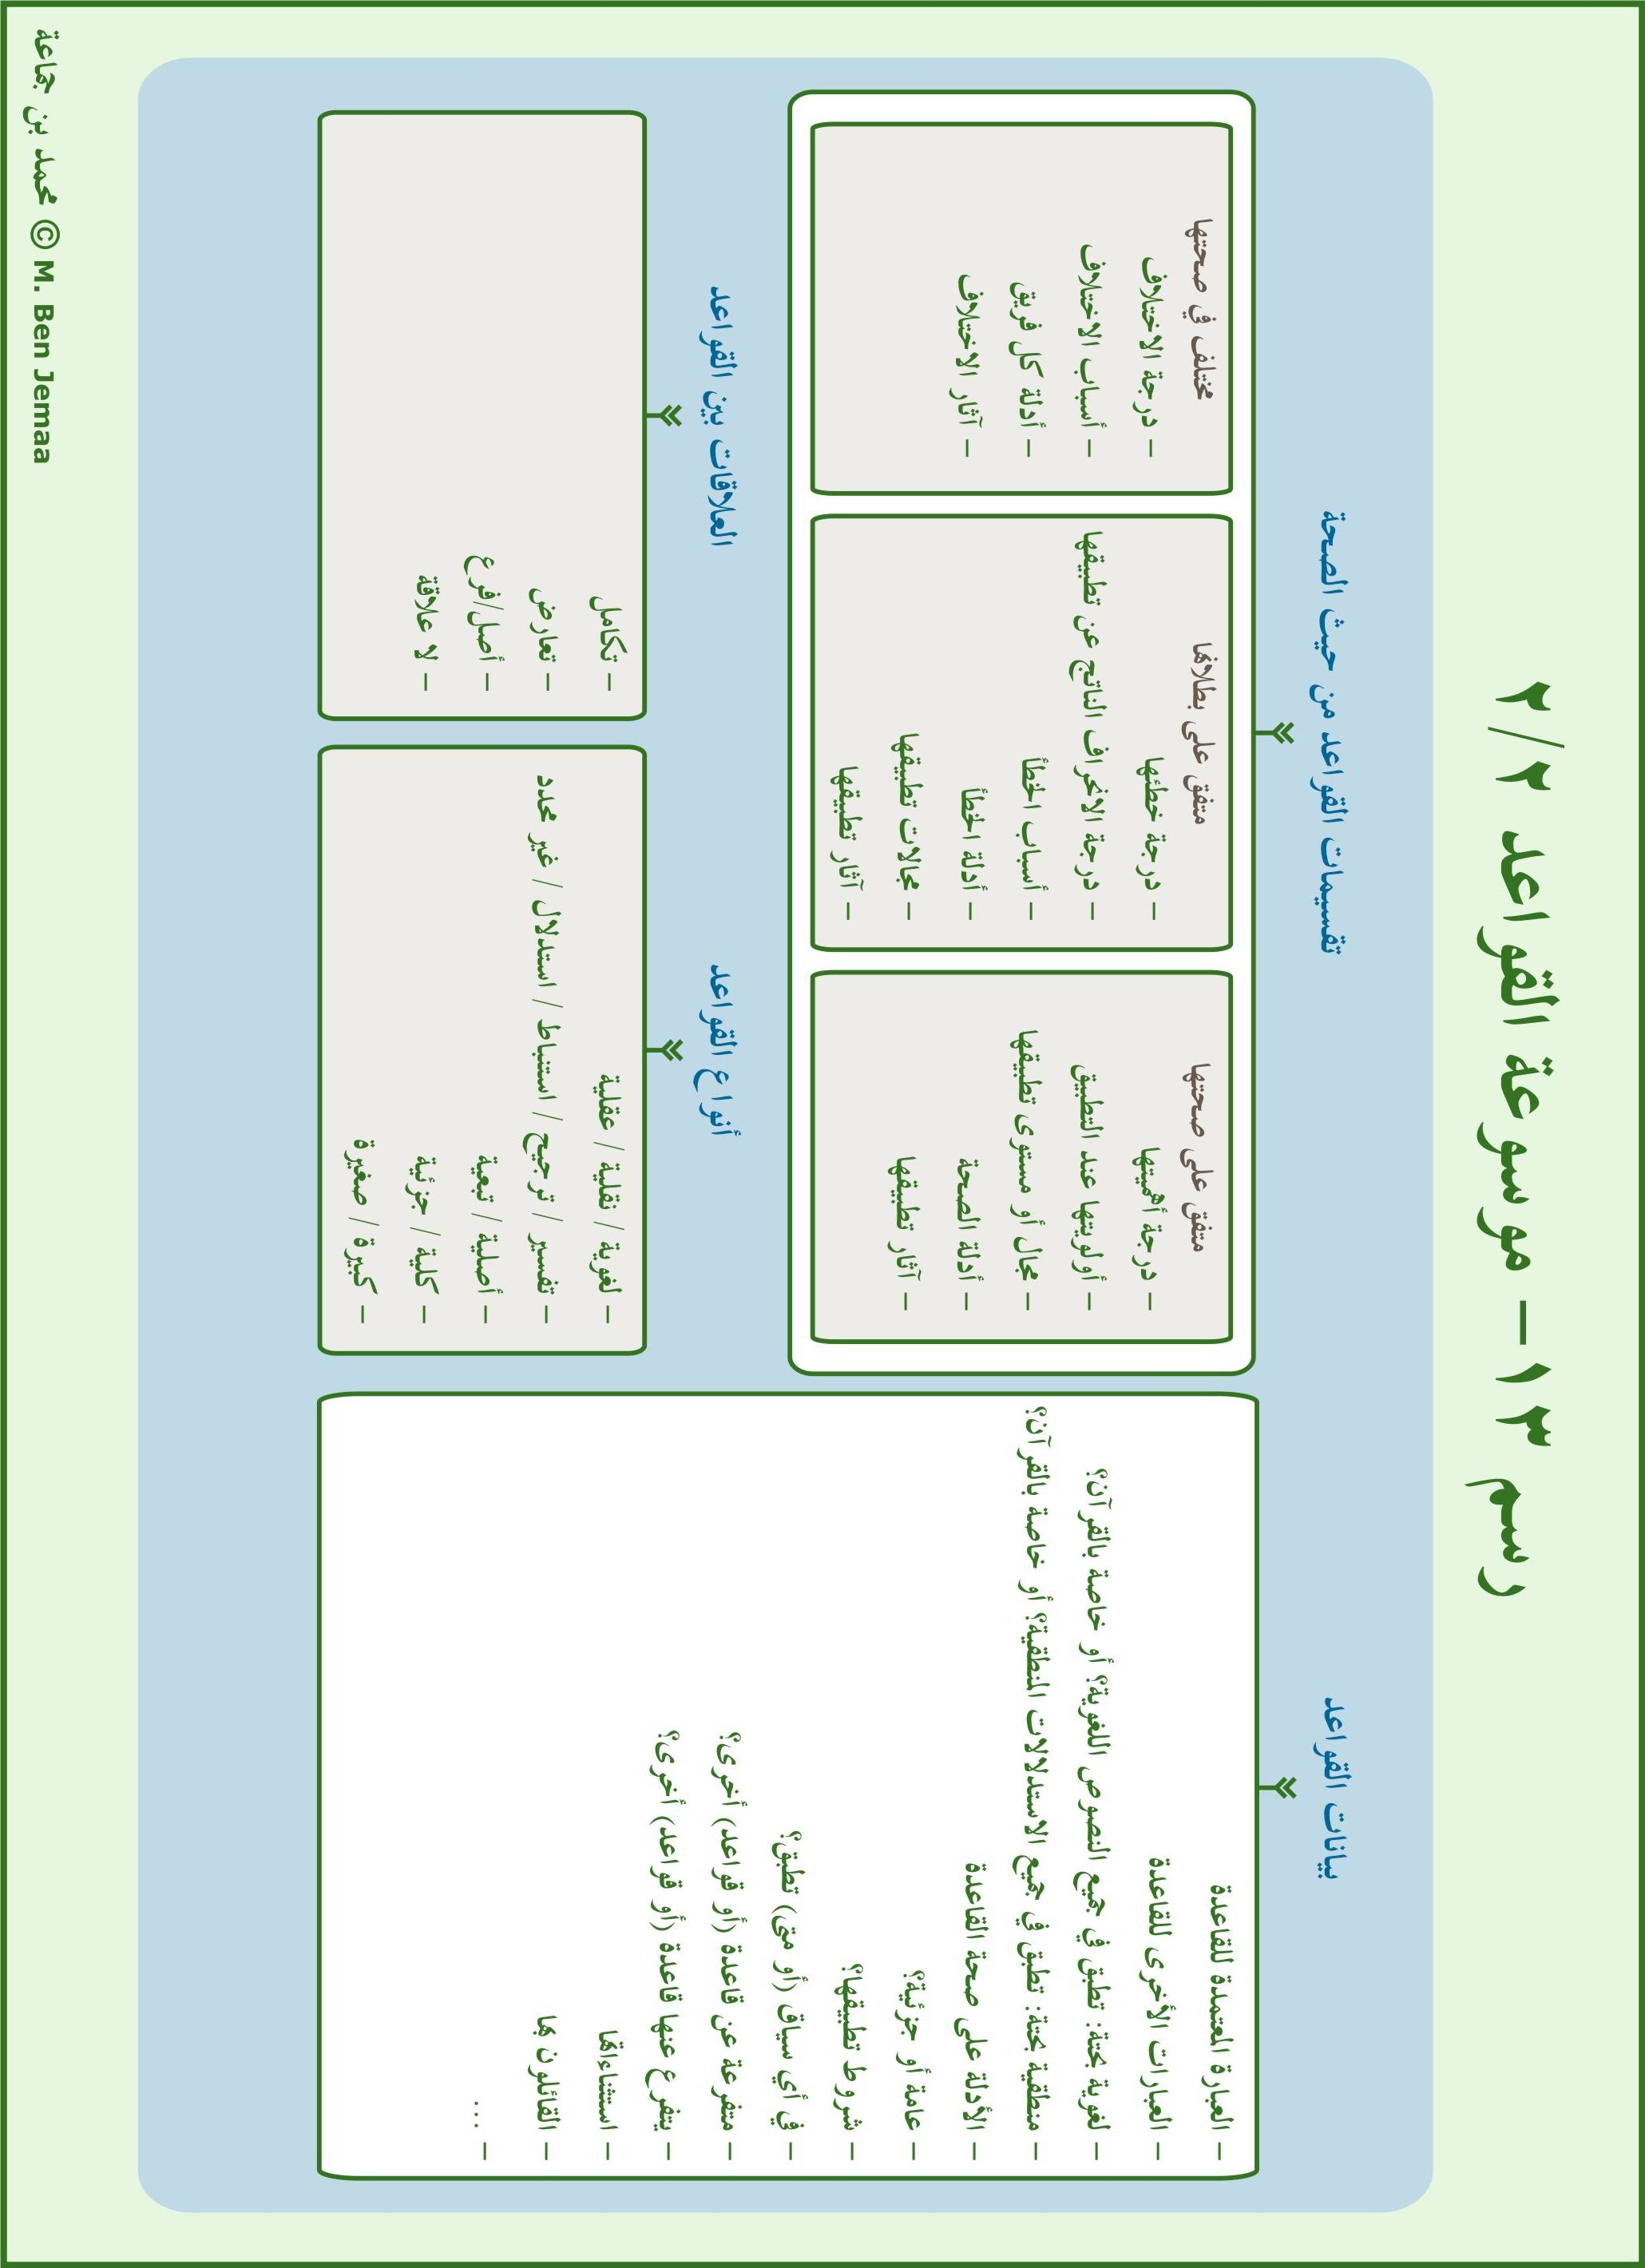 رسم ١٣ – موسوعة القواعد ٢/٢
بيانات القواعد
– العبارة المعتمدة للقاعدة
– العبارات الأخرى للقاعدة
– لغوية بحتة: تطبق في جميع النصوص اللغوية؟ أو خاصة بالقرآن؟
– منطقية بحتة: تطبق في جميع الاستدلالات المنطقية؟ أو خاصة بالقرآن؟
– الأدلة على صحة القاعدة
– عامة أو جزئية؟
– شروط تطبيقها؟
– في أي سياق (أو متى) تطبق؟
– متفرعة عن قاعدة (أو قواعد) أخرى؟
– يتفرع عنها قاعدة (أو قواعد) أخرى؟
– استثناءاتها
– القائلون بها
– ...
تقسيمات القواعد من حيث الصحة
متفق على صحتها
– درجة أهميتها
– أولويتها عند التطبيق
– مجال أو مستوى تطبيقها
– أدلة الصحة
– آثار تطبيقها
متفق على بطلانها
– درجة خطئها
– درجة الانحراف الناتج عن تطبيقها
– أسباب الخطأ
– أدلة الخطأ
– مجالات تطبيقها
– آثار تطبيقها
مختلف في صحتها
– درجة الاختلاف
– أسباب الاختلاف
– أدلة كل فريق
– آثار الاختلاف
أنواع القواعد
– لغوية / نقلية / عقلية
– تفسير / ترجيح / استنباط / استدلال / غير محدد
– أصلية / تبعية
– كلية / جزئية
– كبيرة / صغيرة
العلاقات بين القواعد
– تكامل
– تعارض
– أصل/فرع
– لا علاقة
محمد بن جماعة © M. Ben Jemaa